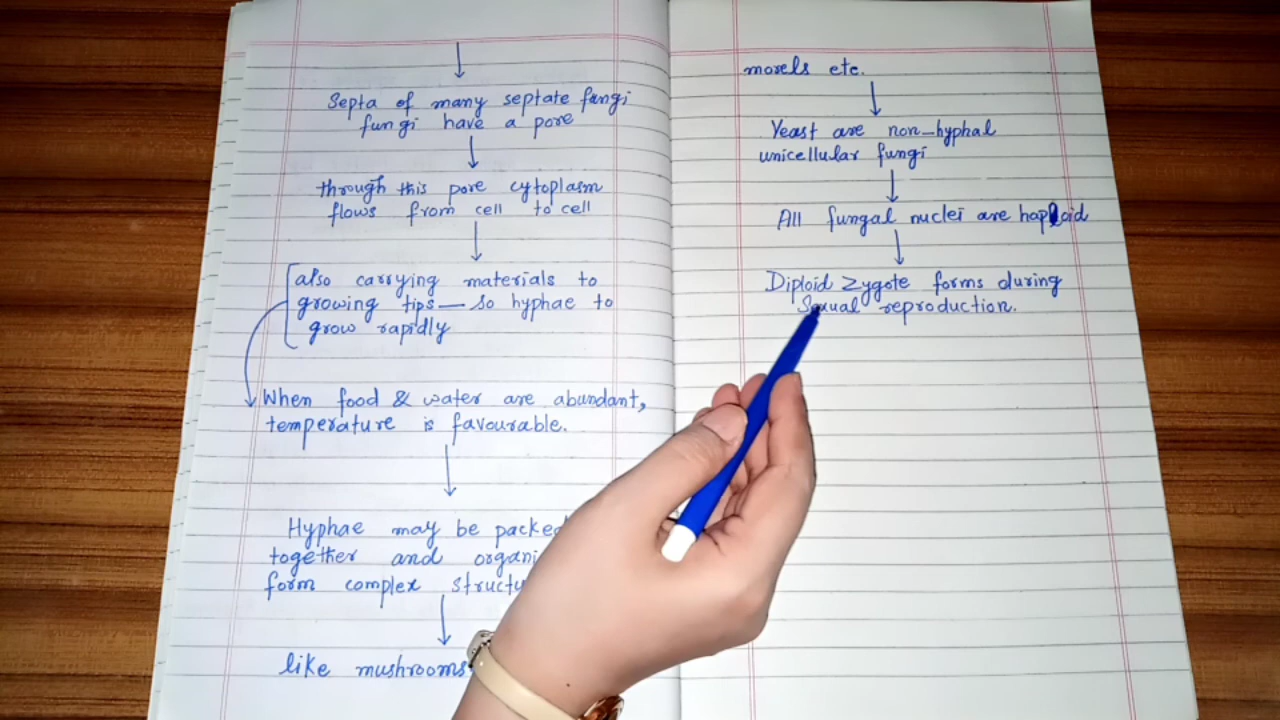 Septa of many septate fungi
fungi have a pore
through this pore cytoplasm
flows from cell to cell
also carrying materials to
growing tips — so hyphae to
grow rapidly
When food & water are abundant,
temperature is favourable.
Hyphae may be packed
together and organi
form complex structu
like mushrooms
morels etc.
Yeast are non-hyphal
unicellular fungi
All fungal nuclei are haploid
Diploid zygote forms during
Sexual reproduction.